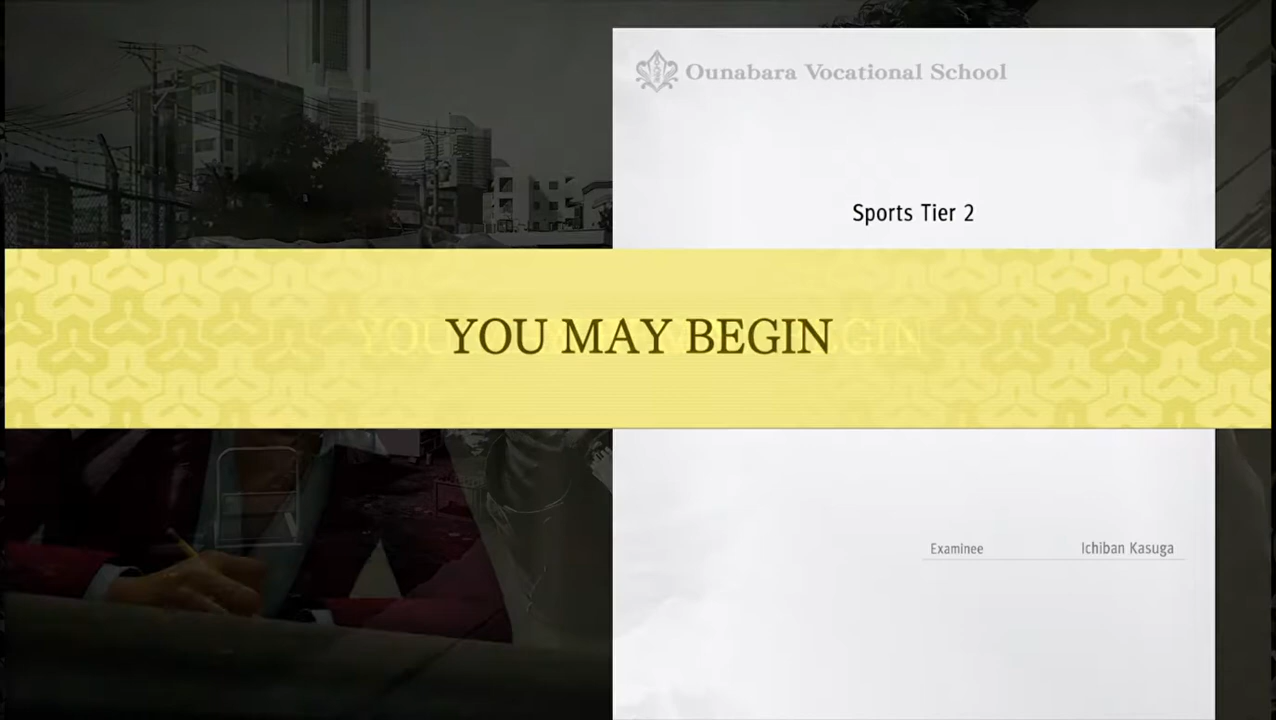 Ounabara Vocational School
Sports Tier 2
YOU MAY BEGIN
Examinee Ichiban Kasuga